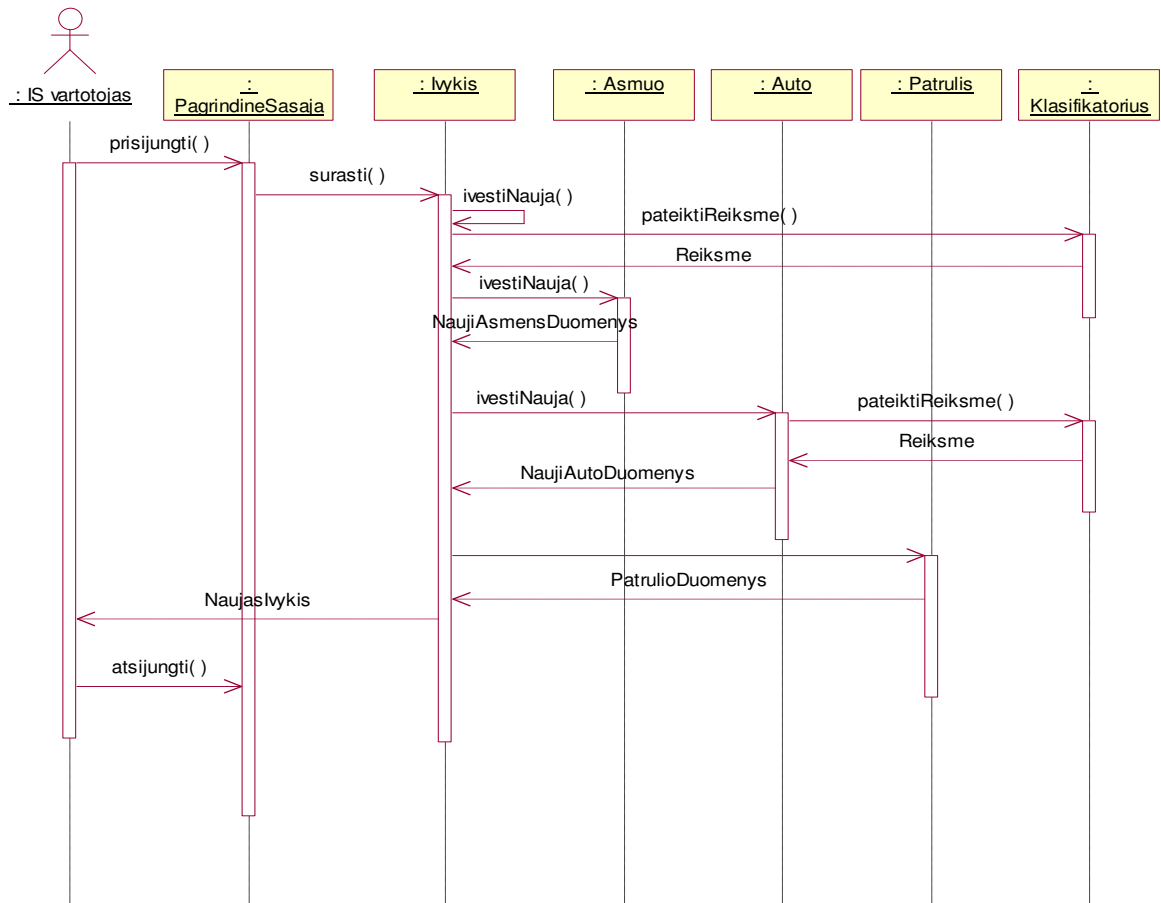 : IS vartotojas
:
PagrindineSasaja
: Ivykis
: Asmuo
: Auto
: Patrulis
:
Klasifikatorius
prisijungti( )
surasti( )
ivestiNauja( )
pateiktiReiksme( )
Reiksme
ivestiNauja( )
NaujiAsmensDuomenys
ivestiNauja( )
pateiktiReiksme( )
Reiksme
NaujiAutoDuomenys
PatrulioDuomenys
NaujasIvykis
atsijungti( )